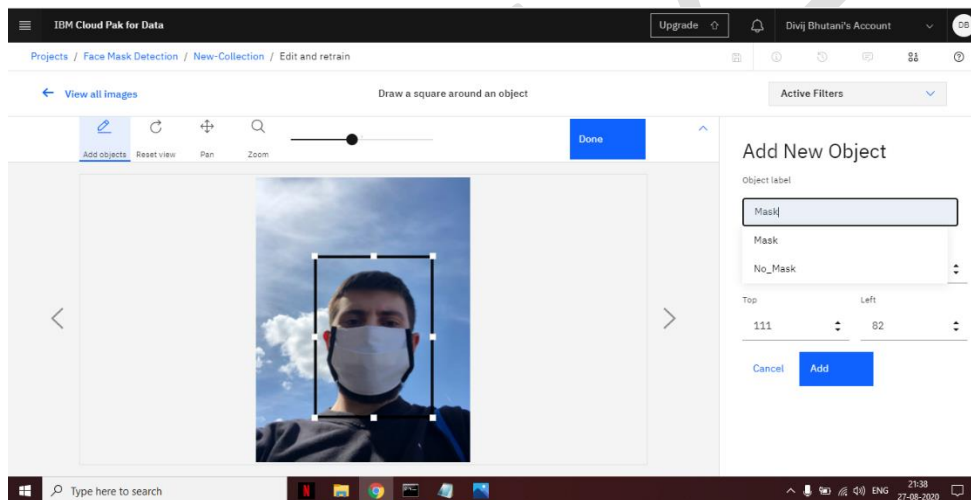 IBM Cloud Pak for Data
Upgrade
Divij Bhutani's Account
DB
Projects / Face Mask Detection / New-Collection / Edit and retrain
View all images
Draw a square around an object
Active Filters
Add objects
Reset view
Pan
Zoom
Done
Add New Object
Object label
Mask
Mask
No_Mask
Top
Left
111
82
Cancel
Add
Type here to search
N
ENG
21:38
27-08-2020